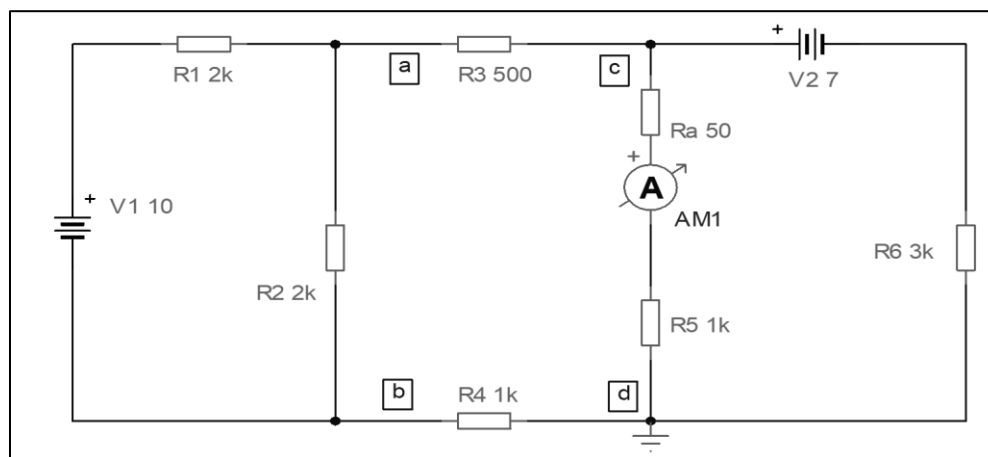 +
a
c
R1 2k
R3 500
V2 7
Ra 50
+
A
+
V1 10
AM1
R6 3k
R2 2k
R5 1k
b
R4 1k
d